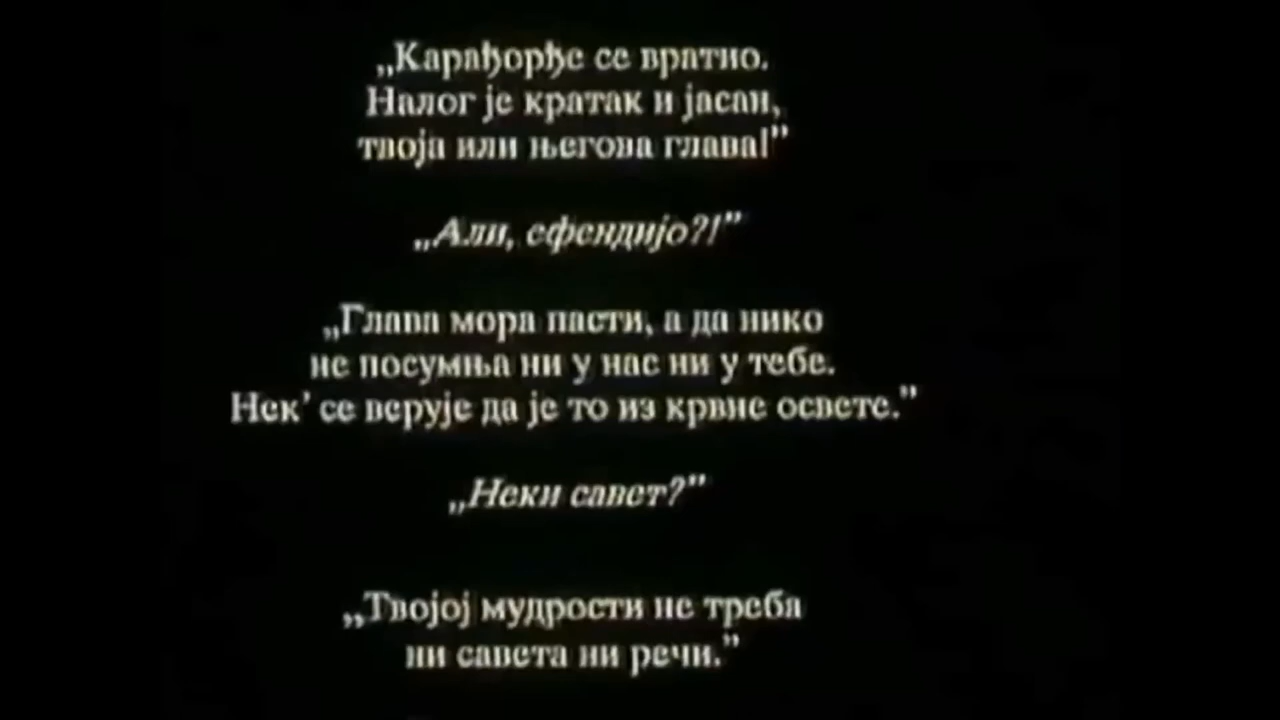 „Карађорђе се вратио.
Налог је кратак и јасан,
твоја или његова глава!”
„Али, ефендијо?!”
„Глава мора пасти, а да нико
не посумња ни у нас ни у тебе.
Нек’ се верује да је то из крвне освете.”
„Неки савет?”
„Твојој мудрости не треба
ни савета ни речи.”